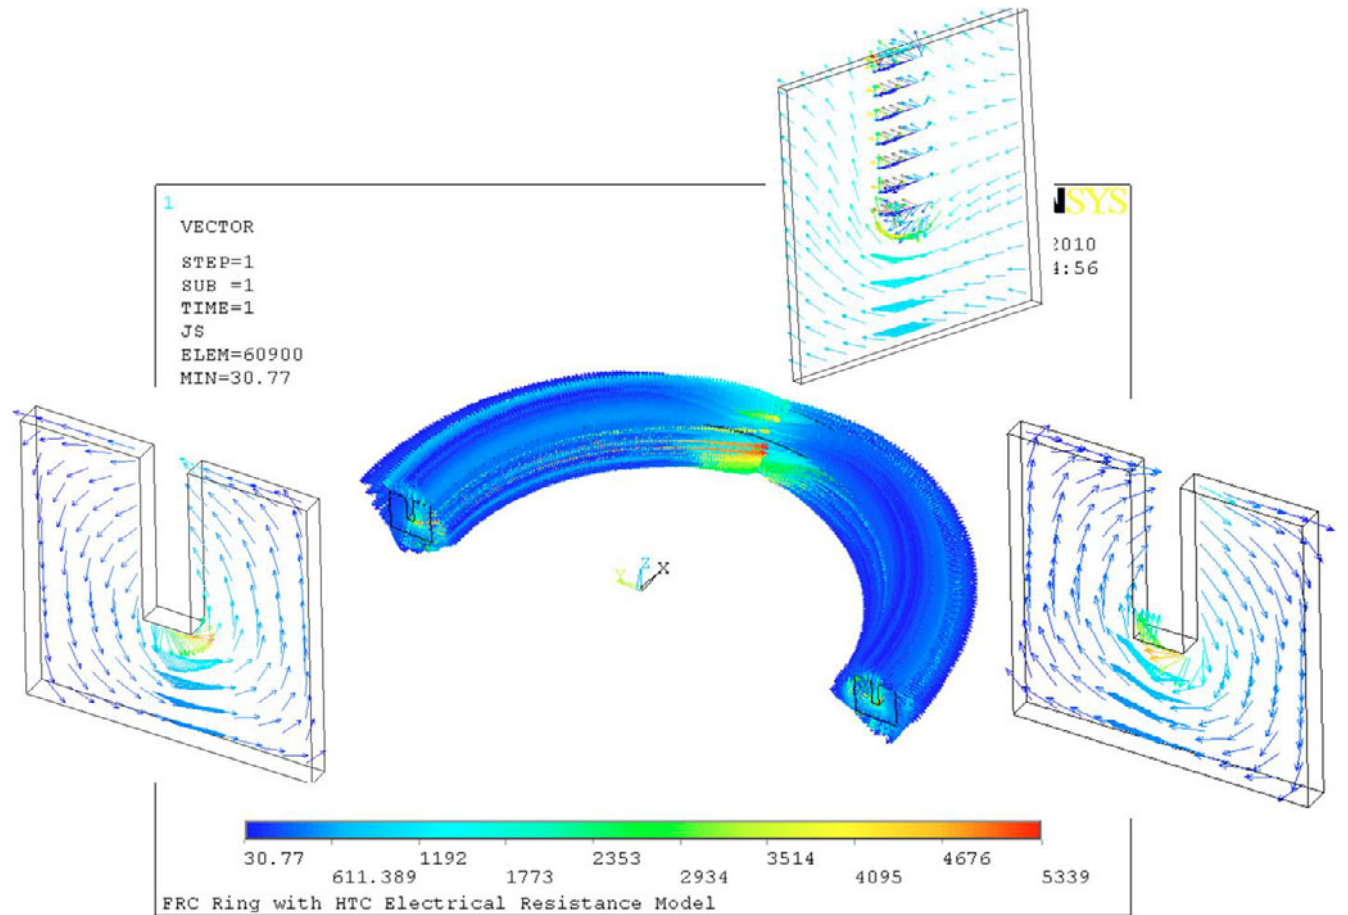 1
VECTOR
NSYS
STEP=1
2010
SUB =1
4:56
TIME=1
JS
ELEM=60900
MIN=30.77
Z
Y
X
30.77
1192
2353
3514
4676
611.389
1773
2934
4095
5339
FRC Ring with HTC Electrical Resistance Model